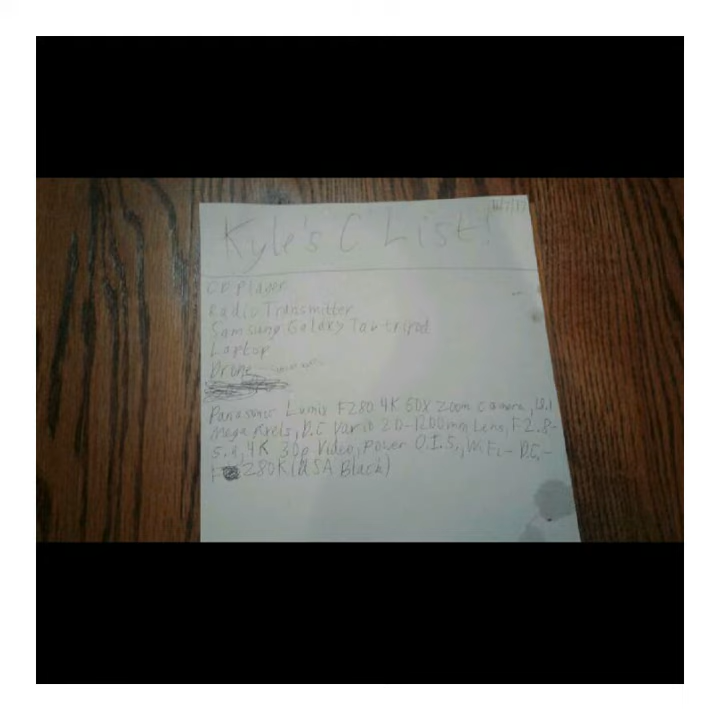 Kyle's C List!
CD Player
Radio Transmitter
Samsung Galaxy Tab tripod
Laptop
Drone
Panasonic Lumix FZ80 4K 60X Zoom Camera, 18.1
Mega Pixels, D.C Vario 20-1200mm Lens, F2.8-
5.9, 4K 30p Video, Power O.I.S., Wi Fi- D.C.-
F 280K (USA Black)